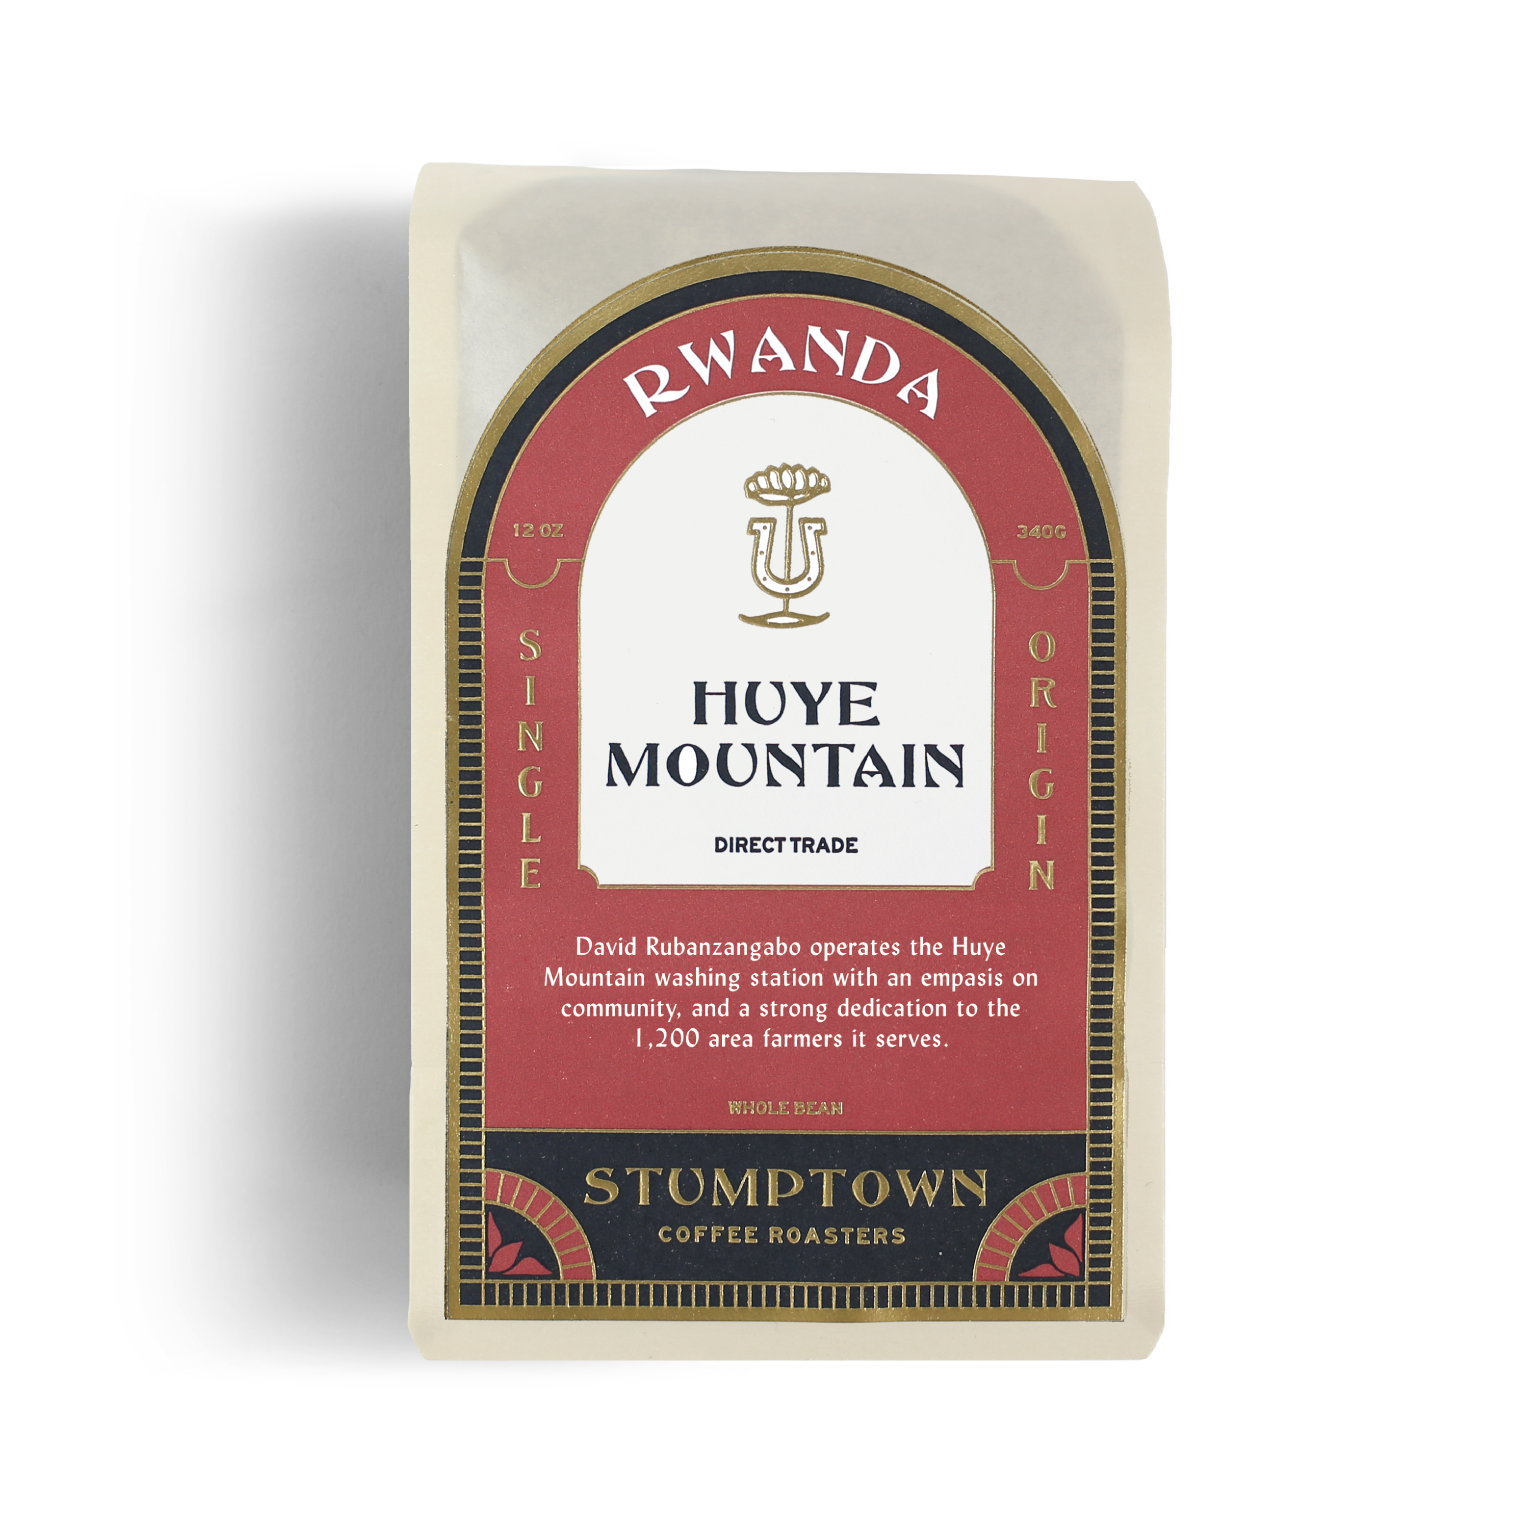 RWANDA
12 OZ
340G
SINGLE
ORIGIN
HUYE
MOUNTAIN
DIRECT TRADE
David Rubanzangabo operates the Huye
Mountain washing station with an empasis on
community, and a strong dedication to the
1,200 area farmers it serves.
WHOLE BEAN
STUMPTOWN
COFFEE ROASTERS